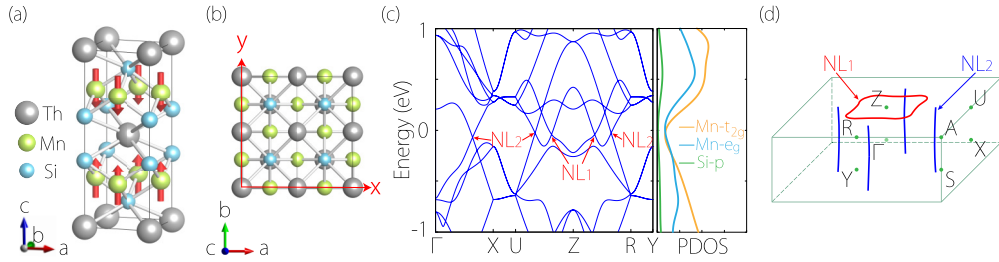 (a)
Th
Mn
Si
c
b
a
(b)
y
x
b
c
a
(c)
Energy (eV)
1
0
-1
NL2
NL1
NL2
Γ
X
U
Z
R
Y
Mn-t2g
Mn-eg
Si-p
PDOS
(d)
NL1
NL2
Z
U
R
A
Γ
X
Y
S